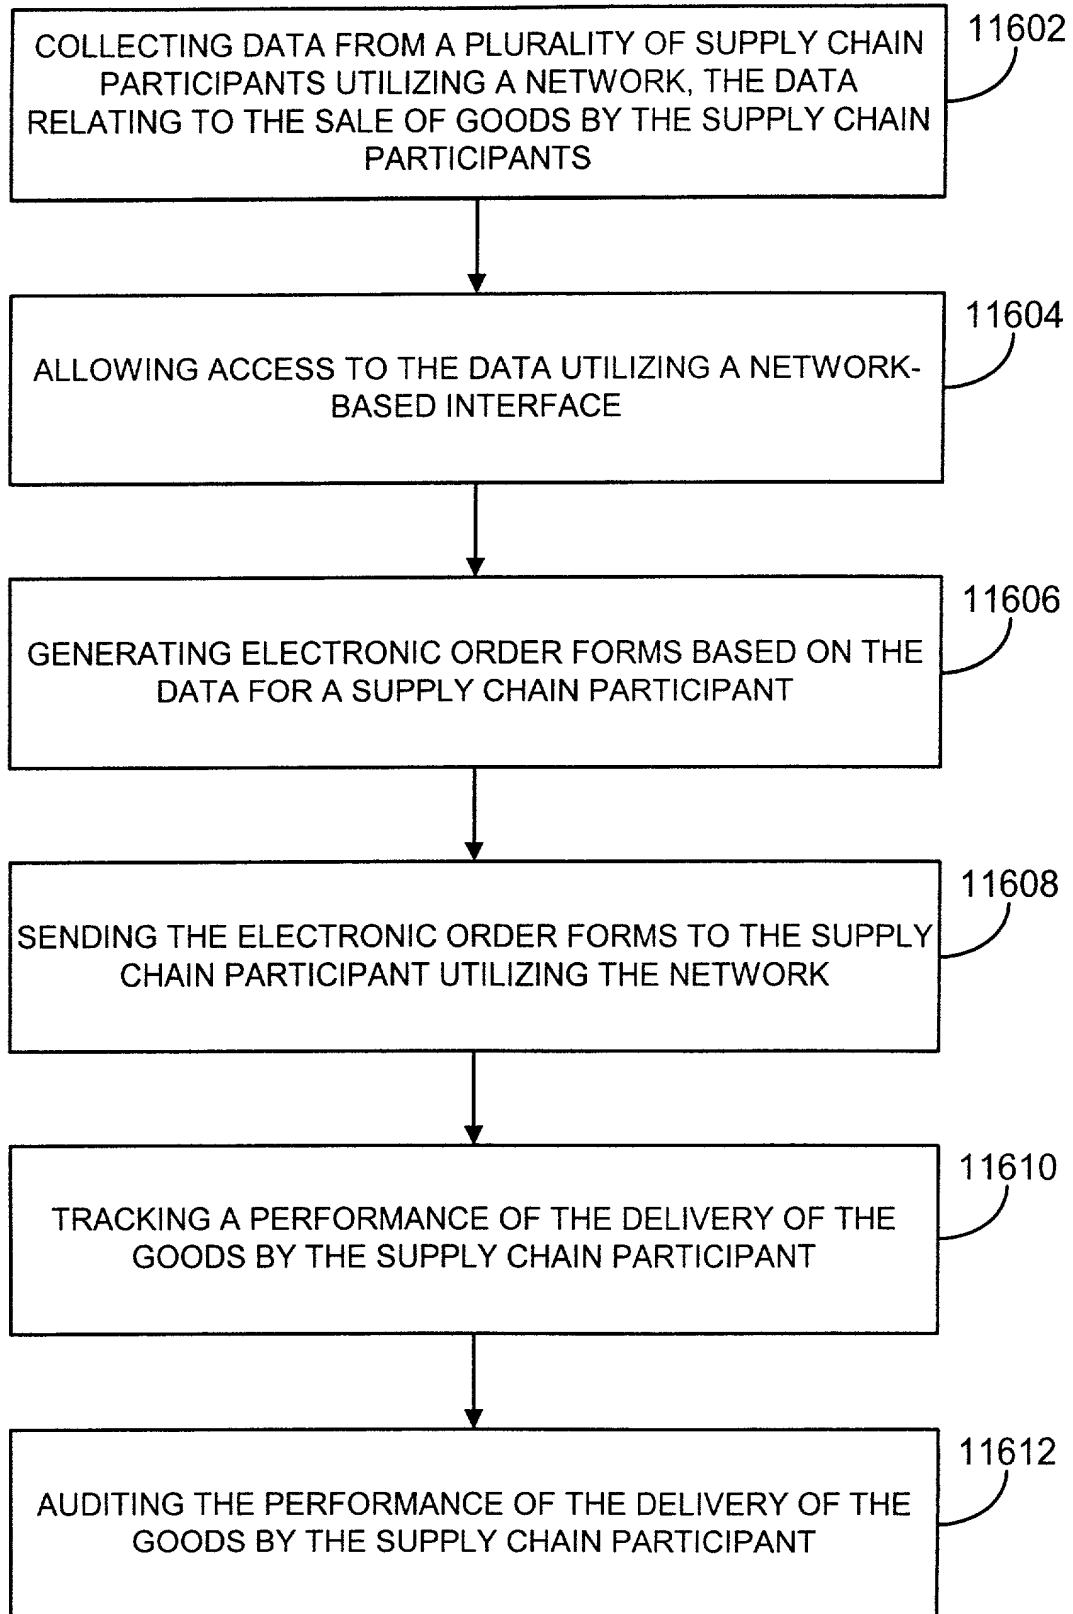 COLLECTING DATA FROM A PLURALITY OF SUPPLY CHAIN
PARTICIPANTS UTILIZING A NETWORK, THE DATA
RELATING TO THE SALE OF GOODS BY THE SUPPLY CHAIN
PARTICIPANTS
11602
ALLOWING ACCESS TO THE DATA UTILIZING A NETWORK-
BASED INTERFACE
11604
GENERATING ELECTRONIC ORDER FORMS BASED ON THE
DATA FOR A SUPPLY CHAIN PARTICIPANT
11606
SENDING THE ELECTRONIC ORDER FORMS TO THE SUPPLY
CHAIN PARTICIPANT UTILIZING THE NETWORK
11608
TRACKING A PERFORMANCE OF THE DELIVERY OF THE
GOODS BY THE SUPPLY CHAIN PARTICIPANT
11610
AUDITING THE PERFORMANCE OF THE DELIVERY OF THE
GOODS BY THE SUPPLY CHAIN PARTICIPANT
11612